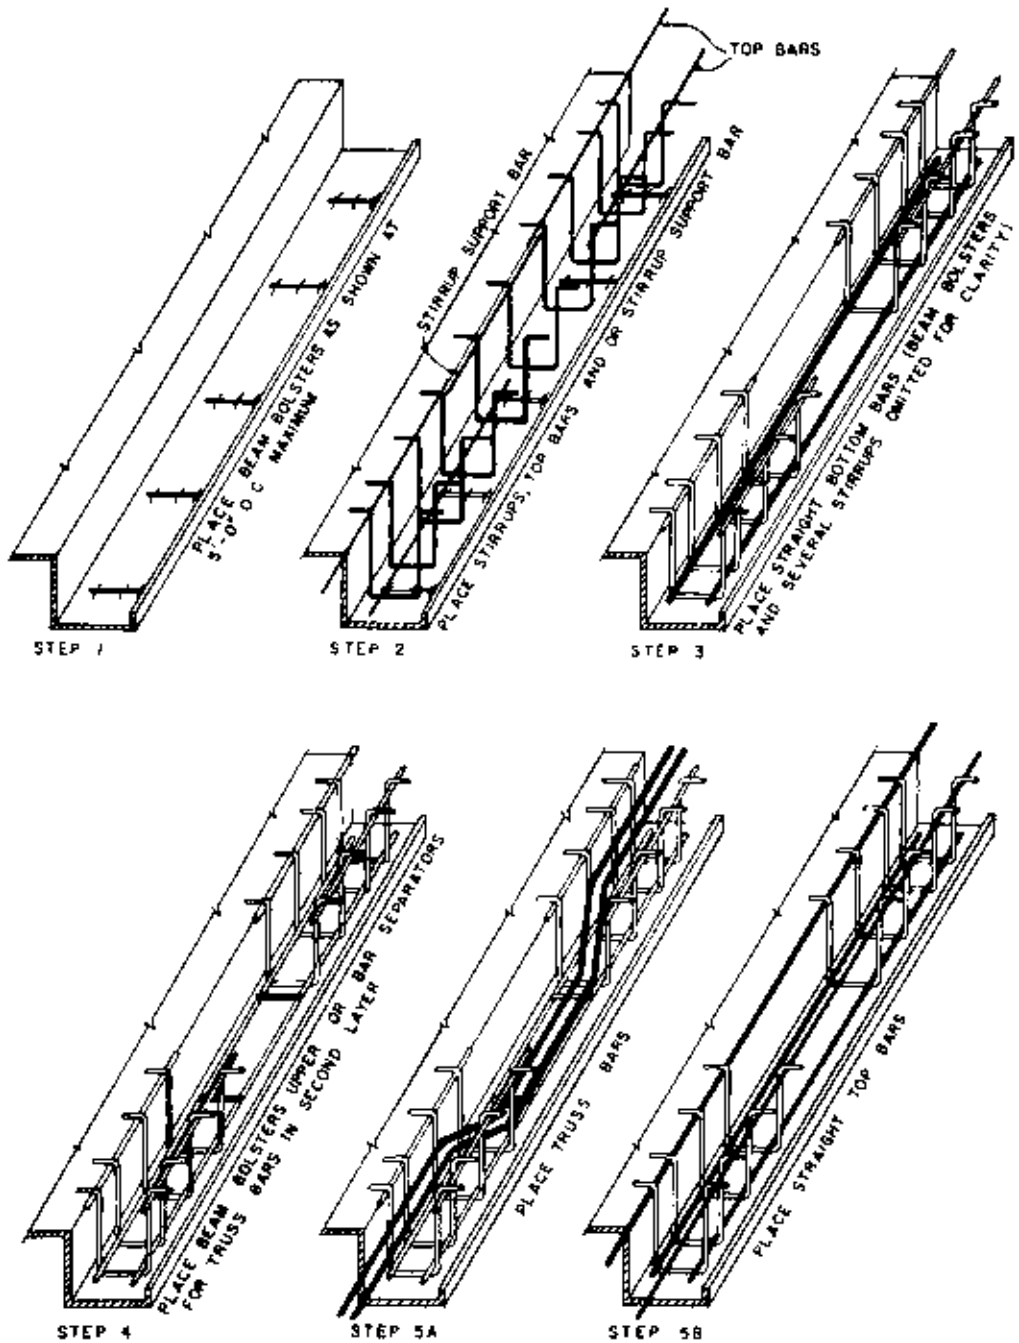 TOP BARS
PLACE BEAM BOLSTERS AS SHOWN AT
5'-0" O C MAXIMUM
STEP 1
STIRRUP SUPPORT BAR
PLACE STIRRUPS, TOP BARS AND OR STIRRUP SUPPORT BAR
STEP 2
PLACE STRAIGHT BOTTOM BARS (BEAM BOLSTERS
AND SEVERAL STIRRUPS OMITTED FOR CLARITY)
STEP 3
PLACE BEAM BOLSTERS UPPER OR BAR SEPARATORS
FOR TRUSS BARS IN SECOND LAYER
STEP 4
PLACE TRUSS BARS
STEP 5A
PLACE STRAIGHT TOP BARS
STEP 5B